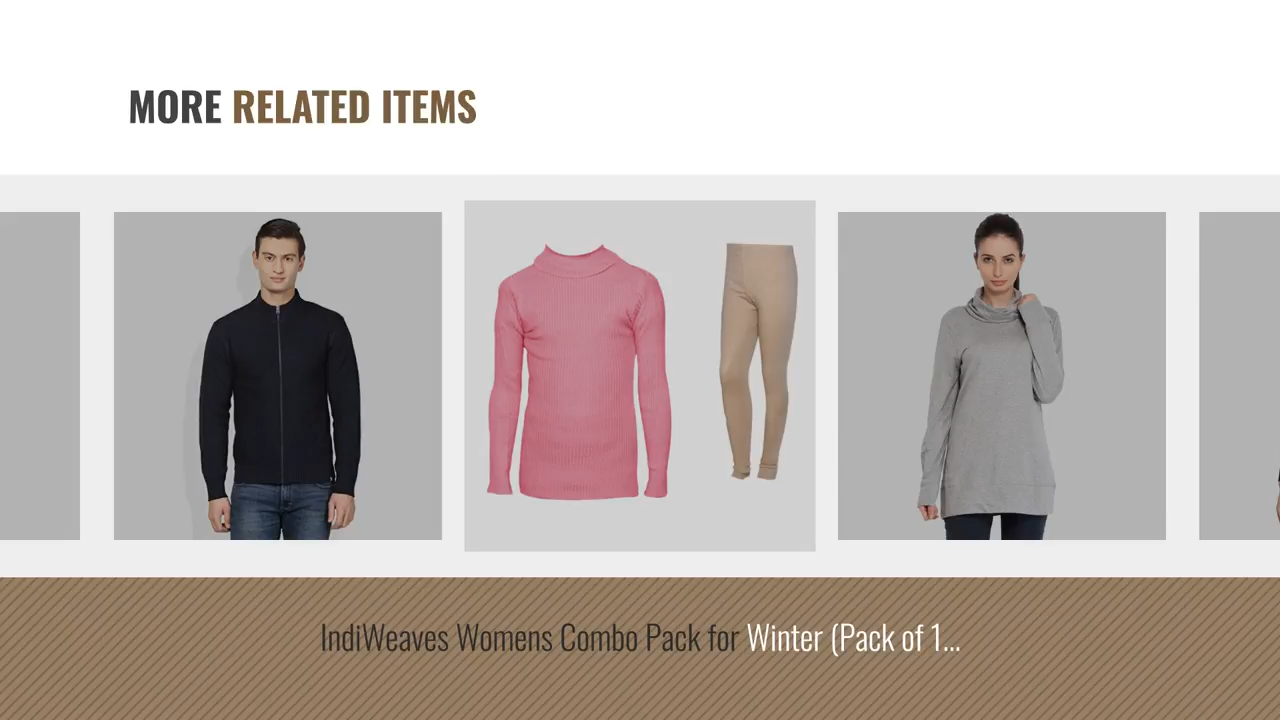 MORE RELATED ITEMS
IndiWeaves Womens Combo Pack for Winter (Pack of 1...